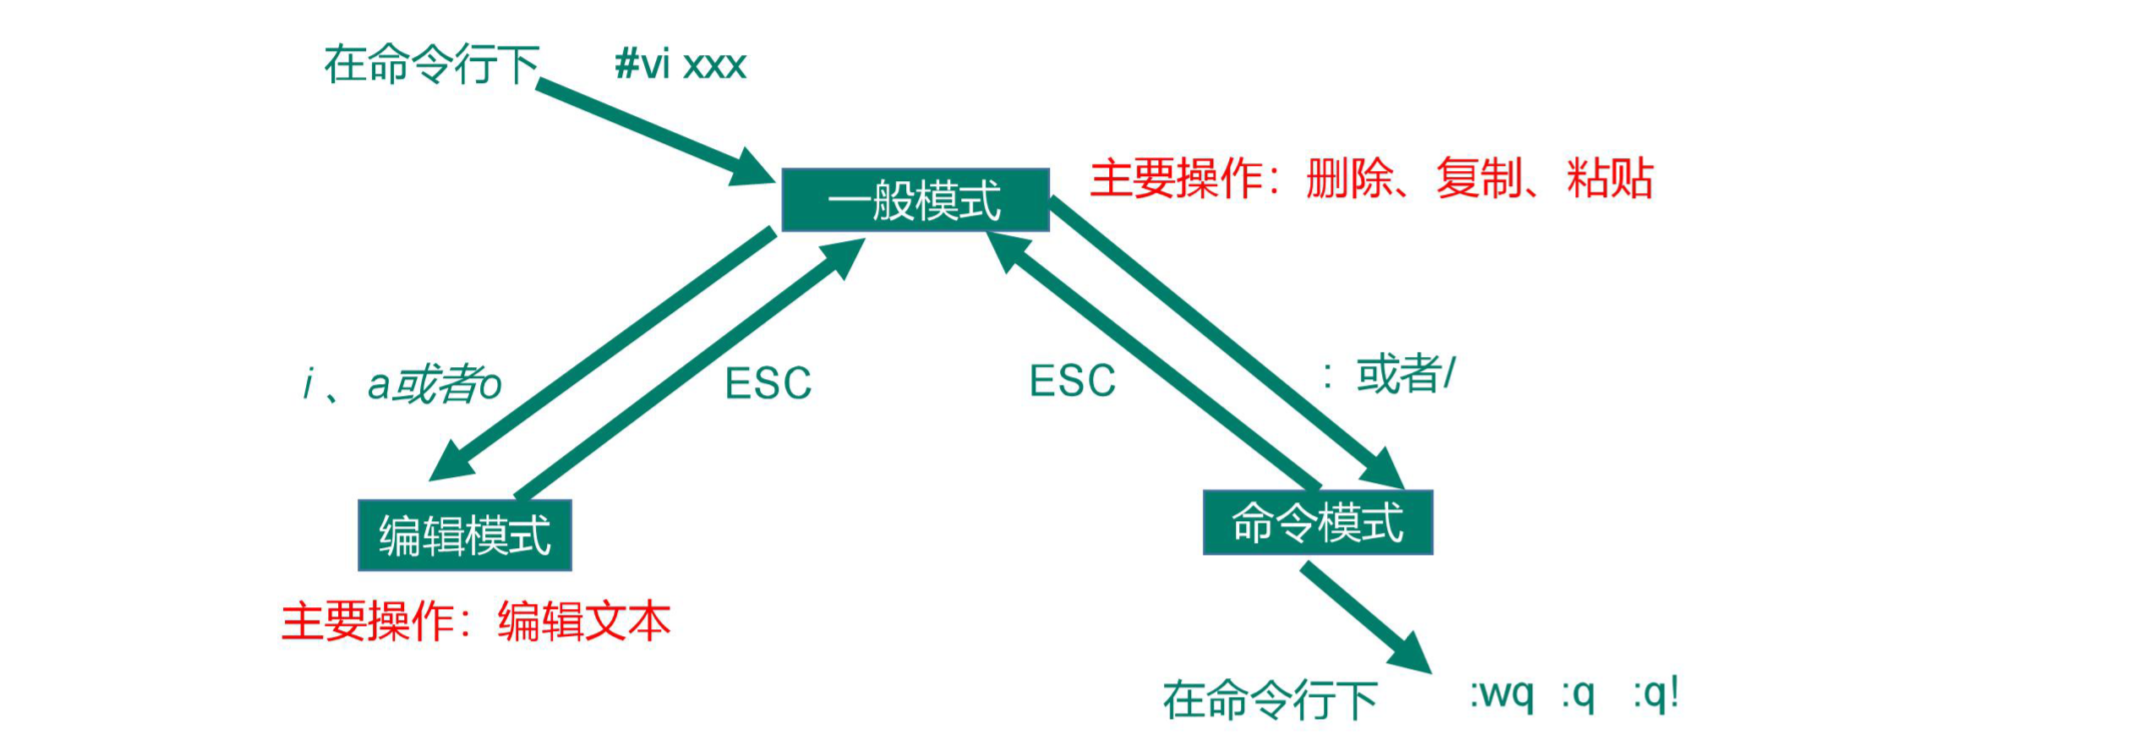 在命令行下 #vi xxx
一般模式
主要操作：删除、复制、粘贴
i 、a或者o
ESC
ESC
: 或者/
编辑模式
命令模式
主要操作：编辑文本
在命令行下 :wq :q :q!